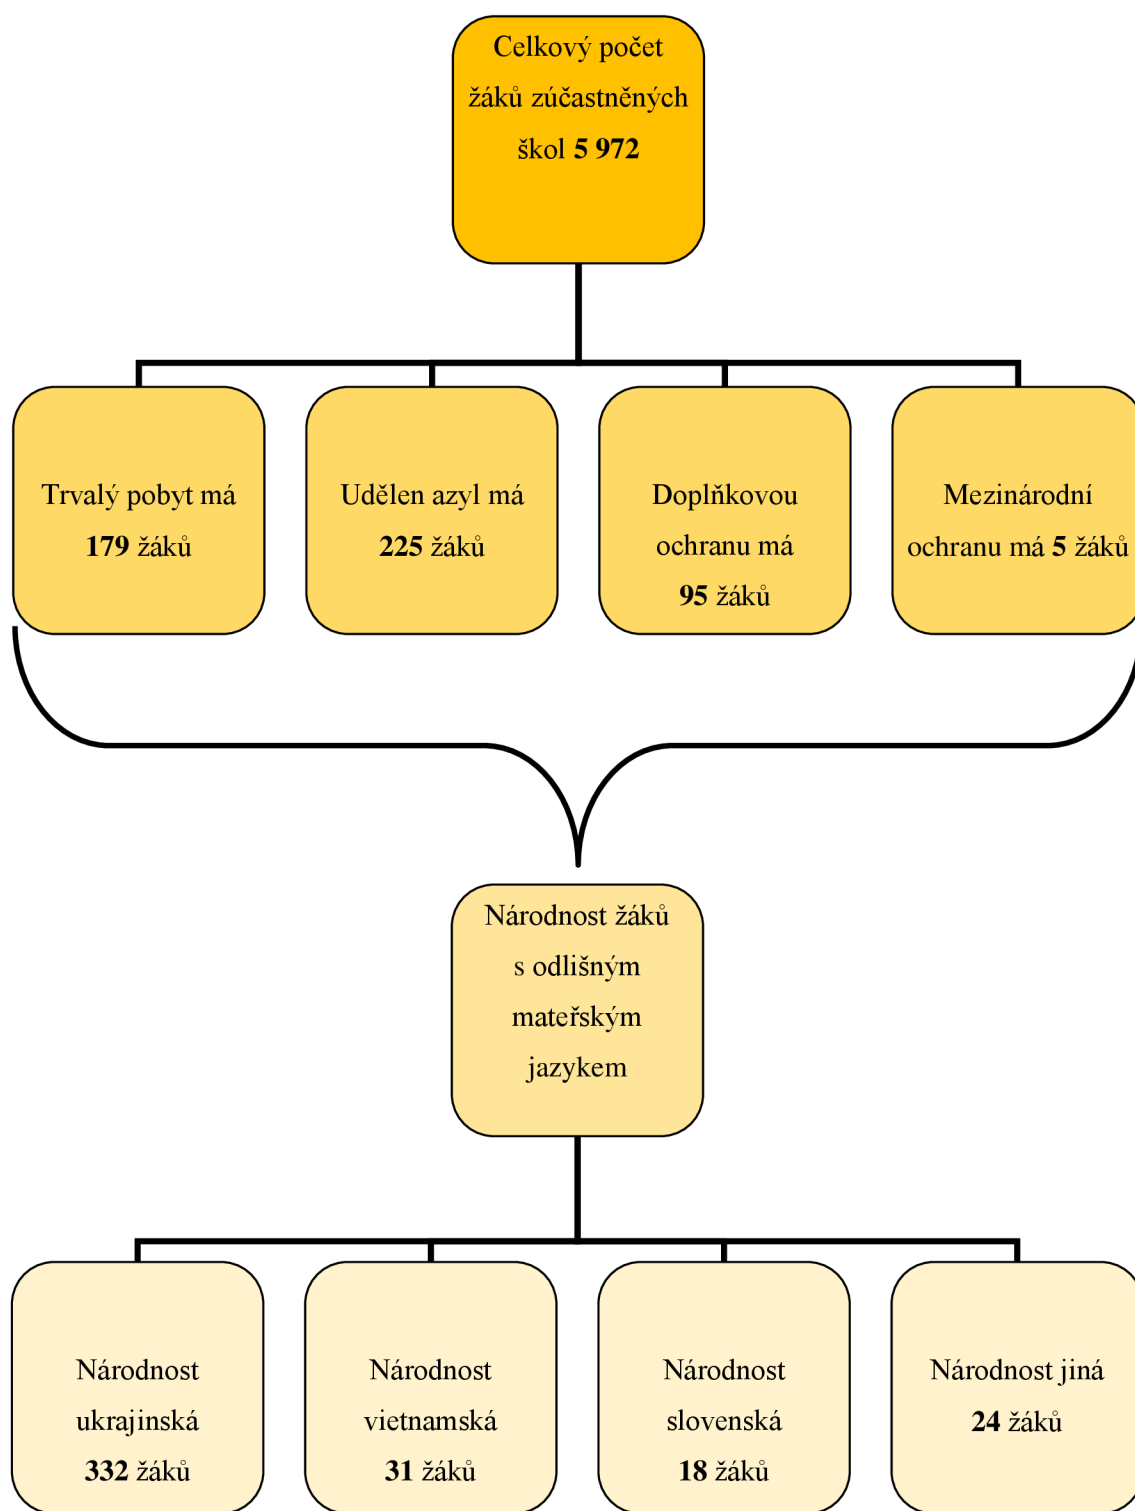 Celkový počet
žáků zúčastněných
škol 5 972
Trvalý pobyt má
179 žáků
Udělen azyl má
225 žáků
Doplňkovou
ochranu má
95 žáků
Mezinárodní
ochranu má 5 žáků
Národnost žáků
s odlišným
mateřským
jazykem
Národnost
ukrajinská
332 žáků
Národnost
vietnamská
31 žáků
Národnost
slovenská
18 žáků
Národnost jiná
24 žáků